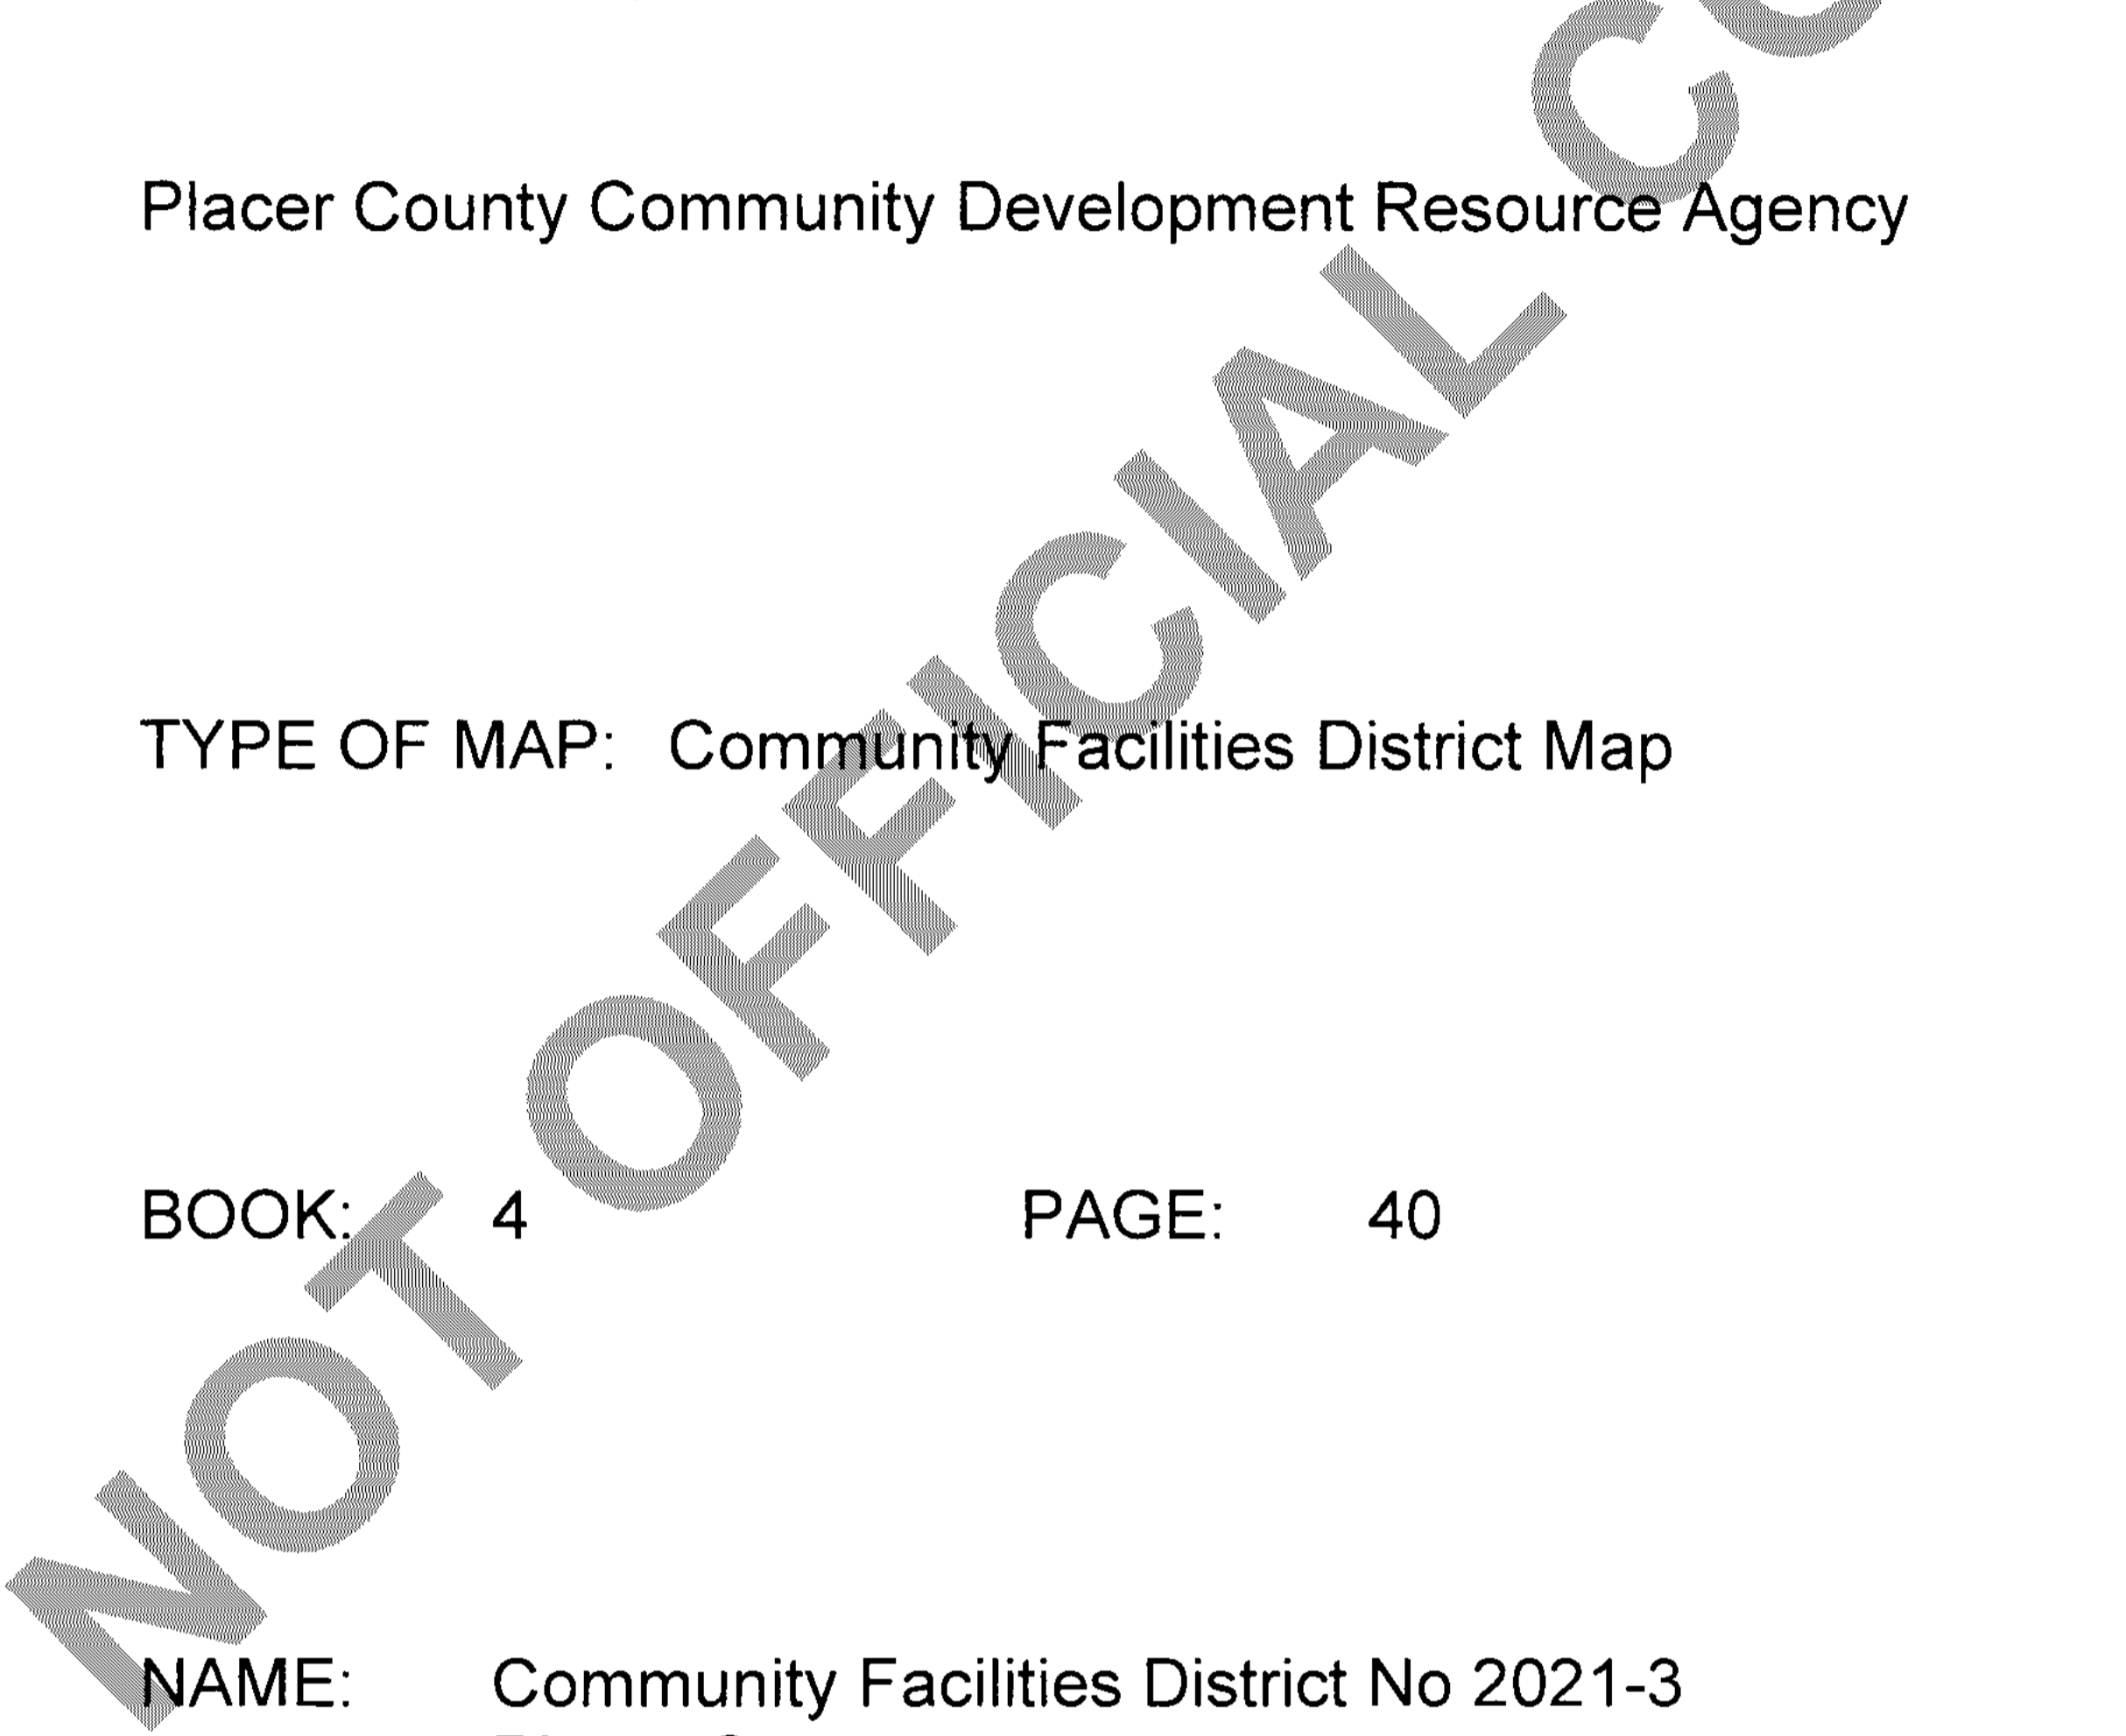 Placer County Community Development Resource Agency
TYPE OF MAP: Community Facilities District Map
BOOK: 4 PAGE: 40
NAME: Community Facilities District No 2021-3
NOT OFFICIAL